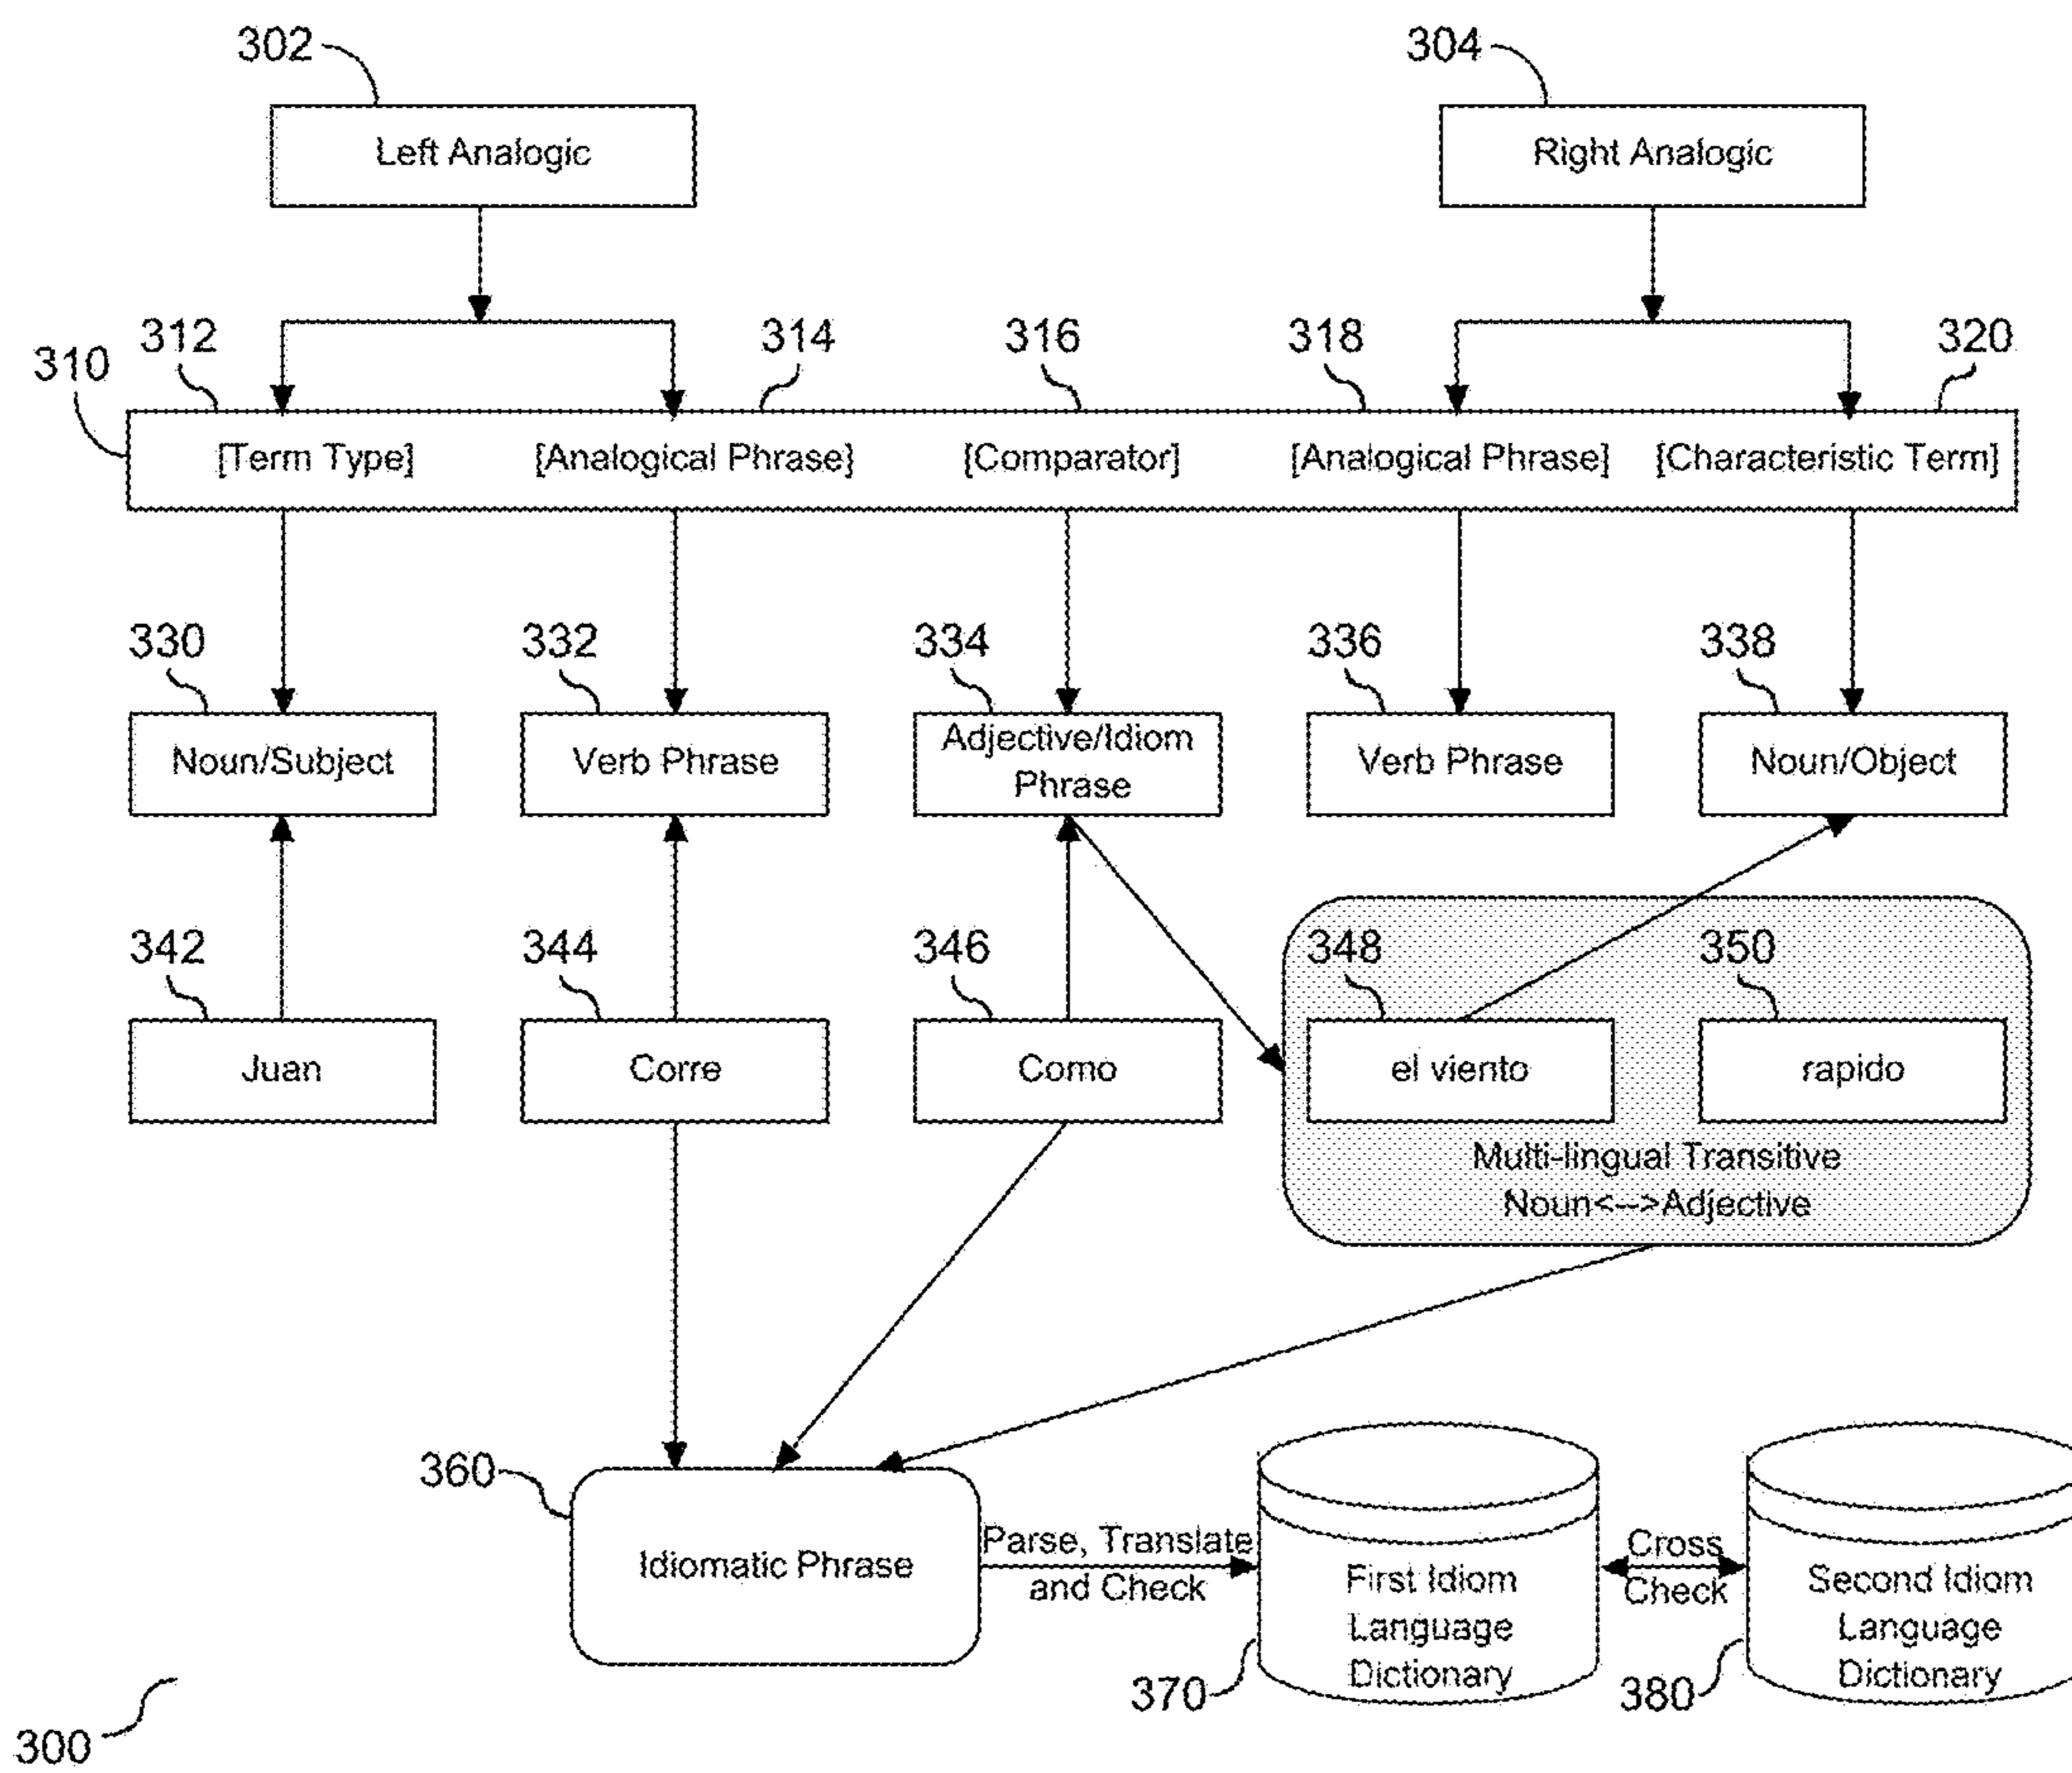 302
304
Left Analogic
Right Analogic
310
312
314
316
318
320
[Term Type]
[Analogical Phrase]
[Comparator]
[Analogical Phrase]
[Characteristic Term]
330
332
334
336
338
Noun/Subject
Verb Phrase
Adjective/Idiom
Phrase
Verb Phrase
Noun/Object
342
344
346
348
350
Juan
Corre
Como
el viento
rapido
Multi-lingual Transitive
Noun<-->Adjective
360
Idiomatic Phrase
Parse, Translate
and Check
First Idiom
Language
Dictionary
370
Cross
Check
Second Idiom
Language
Dictionary
380
300